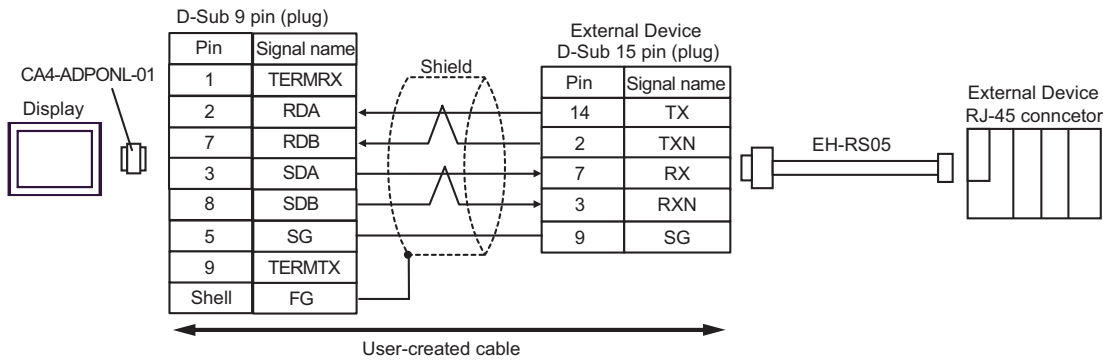 D-Sub 9 pin (plug)
Pin Signal name
1 TERMRX
2 RDA
7 RDB
3 SDA
8 SDB
5 SG
9 TERMTX
Shell FG
CA4-ADPONL-01
Display
Shield
External Device
D-Sub 15 pin (plug)
Pin Signal name
14 TX
2 TXN
7 RX
3 RXN
9 SG
EH-RS05
External Device
RJ-45 conncetor
User-created cable